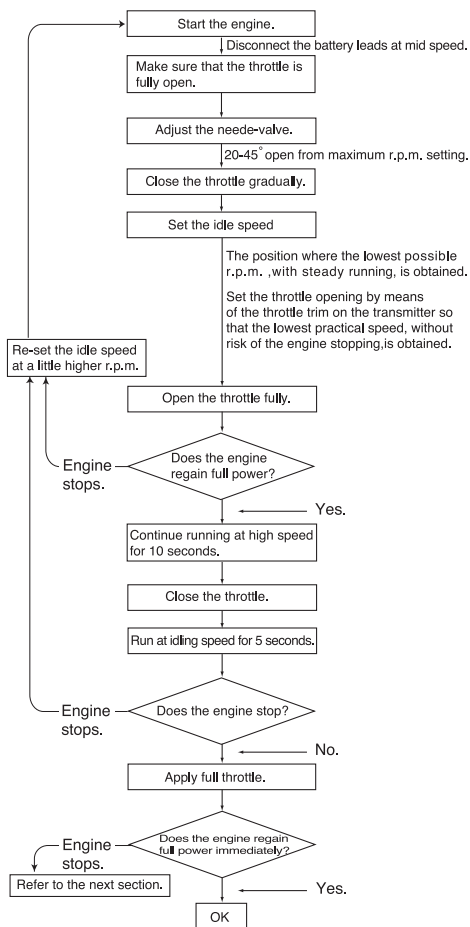 Start the engine.
Disconnect the battery leads at mid speed.
Make sure that the throttle is
fully open.
Adjust the neede-valve.
20-45° open from maximum r.p.m. setting.
Close the throttle gradually.
Set the idle speed
The position where the lowest possible
r.p.m. ,with steady running, is obtained.
Set the throttle opening by means
of the throttle trim on the transmitter so
that the lowest practical speed, without
risk of the engine stopping,is obtained.
Re-set the idle speed
at a little higher r.p.m.
Open the throttle fully.
Does the engine
regain full power?
Engine
stops.
Yes.
Continue running at high speed
for 10 seconds.
Close the throttle.
Run at idling speed for 5 seconds.
Does the engine stop?
Engine
stops.
No.
Apply full throttle.
Does the engine regain
full power immediately?
Engine
stops.
Refer to the next section.
Yes.
OK